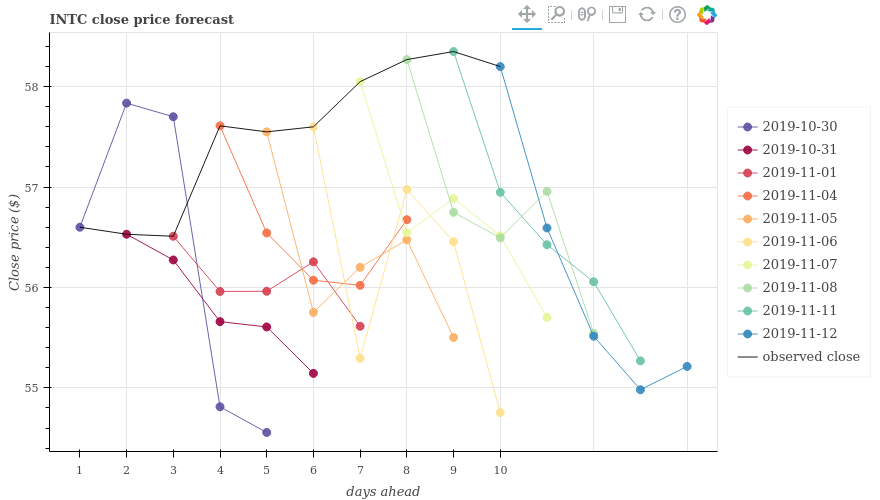 INTC close price forecast
58
57
56
55
Close price ($)
1 2 3 4 5 6 7 8 9 10
days ahead
2019-10-30
2019-10-31
2019-11-01
2019-11-04
2019-11-05
2019-11-06
2019-11-07
2019-11-08
2019-11-11
2019-11-12
observed close